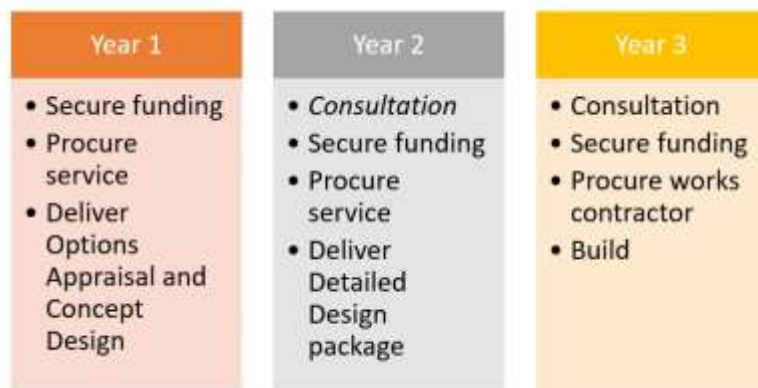 Year 1
• Secure funding
• Procure
service
• Deliver
Options
Appraisal and
Concept
Design
Year 2
• Consultation
• Secure funding
• Procure
service
• Deliver
Detailed
Design
package
Year 3
• Consultation
• Secure funding
• Procure works
contractor
• Build